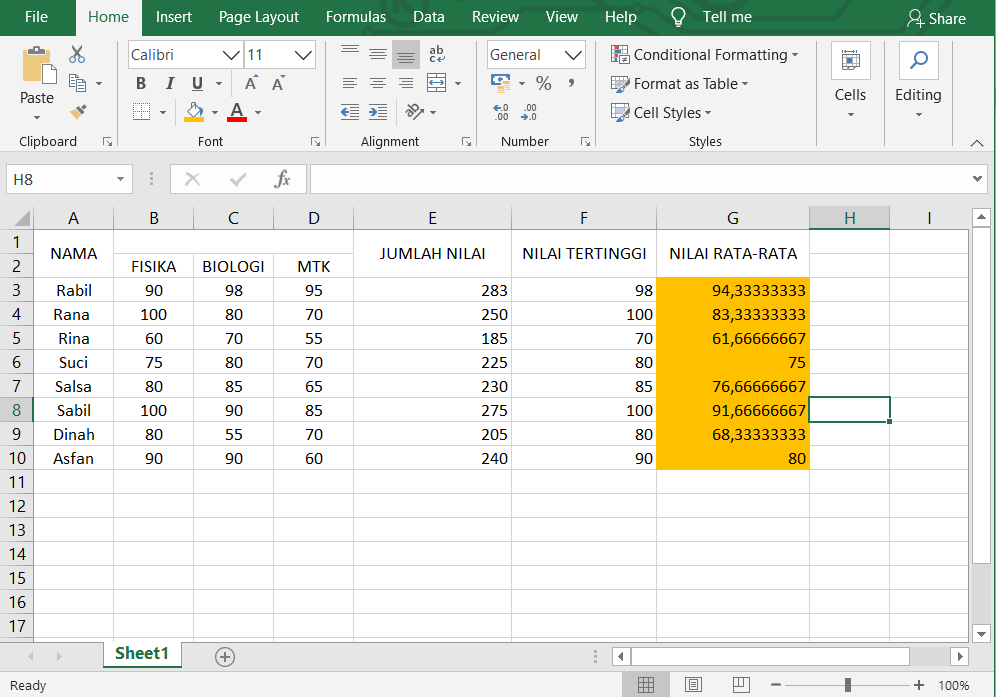 File Home Insert Page Layout Formulas Data Review View Help Tell me Share
Paste
Calibri 11
B I U A A
A
ab
c
General
% ,
.0 .00
.00 .0
Conditional Formatting
Format as Table
Cell Styles
Cells
Editing
Clipboard Font Alignment Number Styles
H8 fx
A B C D E F G H I
1 NAMA JUMLAH NILAI NILAI TERTINGGI NILAI RATA-RATA
2 FISIKA BIOLOGI MTK
3 Rabil 90 98 95 283 98 94,33333333
4 Rana 100 80 70 250 100 83,33333333
5 Rina 60 70 55 185 70 61,66666667
6 Suci 75 80 70 225 80 75
7 Salsa 80 85 65 230 85 76,66666667
8 Sabil 100 90 85 275 100 91,66666667
9 Dinah 80 55 70 205 80 68,33333333
10 Asfan 90 90 60 240 90 80
11
12
13
14
15
16
17
Sheet1
Ready 100%